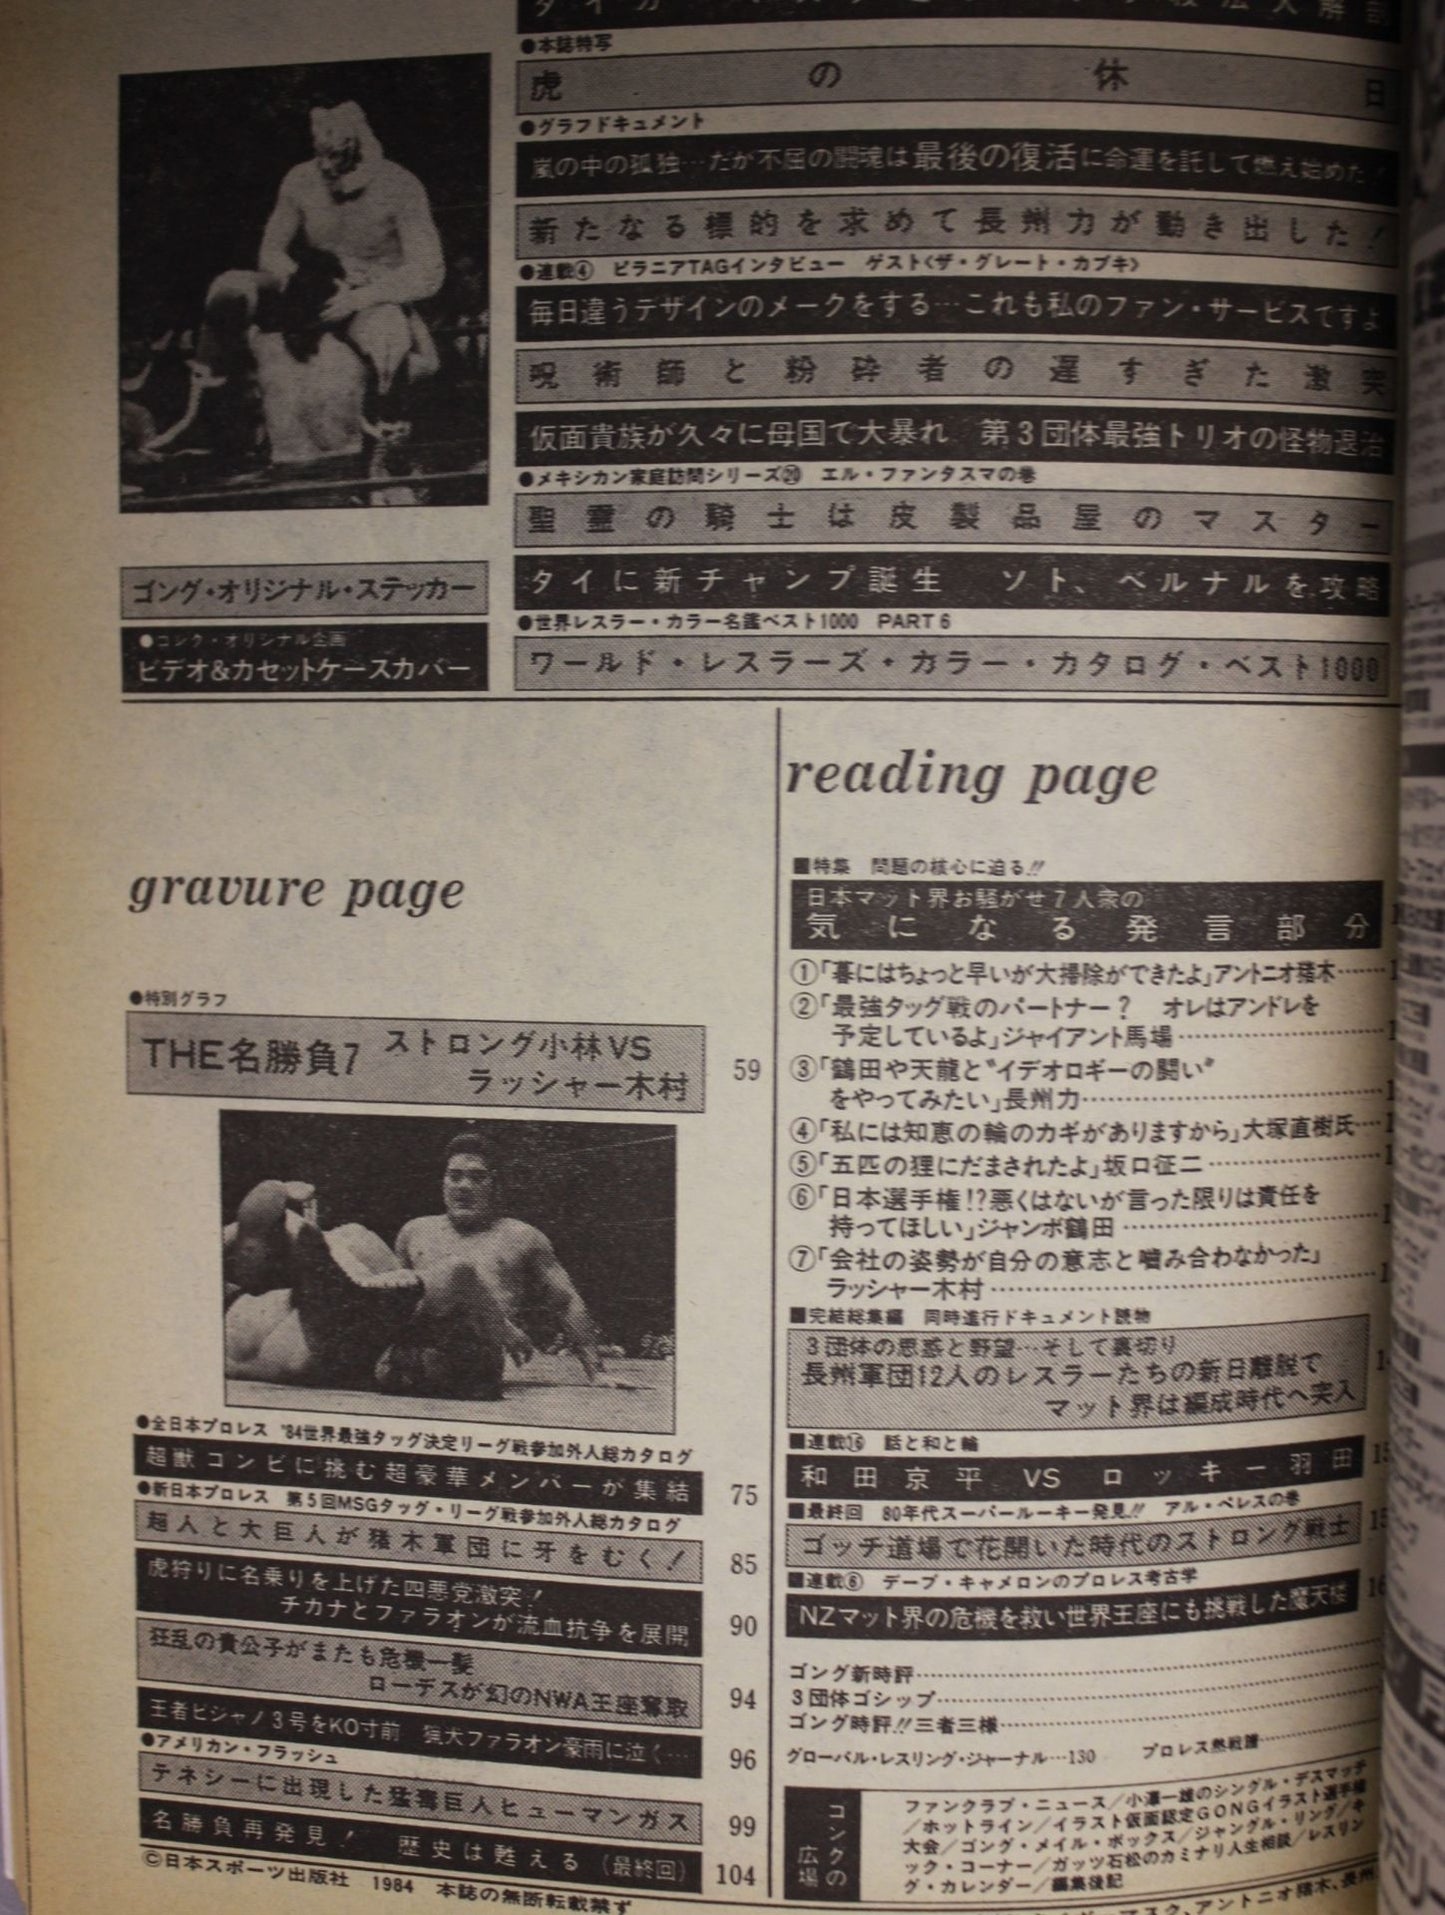 ●本誌特写
虎の休日
●グラフドキュメント
嵐の中の孤独…だが不屈の闘魂は最後の復活に命運を託して燃え始めた！
新たなる標的を求めて長州力が動き出した！
●連載④　ピラニアTAGインタビュー　ゲスト〈ザ・グレート・カブキ〉
毎日違うデザインのメークをする…これも私のファン・サービスですよ
呪術師と粉砕者の遅すぎた激突
仮面貴族が久々に母国で大暴れ　第3団体最強トリオの怪物退治
●メキシカン家庭訪問シリーズ⑳　エル・ファンタスマの巻
聖霊の騎士は皮製品屋のマスター
タイに新チャンプ誕生　ソト、ベルナルを攻略
●世界レスラー・カラー名鑑ベスト1000　PART 6
ワールド・レスラーズ・カラー・カタログ・ベスト1000
ゴング・オリジナル・ステッカー
●ゴング・オリジナル企画
ビデオ&カセットケースカバー
gravure page
●特別グラフ
THE名勝負7　ストロング小林VS
ラッシャー木村　59
●全日本プロレス　'84世界最強タッグ決定リーグ戦参加外人総カタログ
超獣コンビに挑む超豪華メンバーが集結　75
●新日本プロレス　第5回MSGタッグ・リーグ戦参加外人総カタログ
超人と大巨人が猪木軍団に牙をむく！　85
虎狩りに名乗りを上げた四悪党激突！
チカナとファラオンが流血抗争を展開　90
狂乱の貴公子がまたも危機一髪
ローデスが幻のNWA王座奪取　94
王者ビジャノ3号をKO寸前　猟犬ファラオン豪雨に泣く…　96
●アメリカン・フラッシュ
テネシーに出現した猛毒巨人ヒューマンガス　99
名勝負再発見！　歴史は甦える（最終回）　104
©日本スポーツ出版社　1984　本誌の無断転載禁ず
reading page
■特集　問題の核心に迫る!!
日本マット界お騒がせ7人衆の
気になる発言部分
①「暮にはちょっと早いが大掃除ができたよ」アントニオ猪木……
②「最強タッグ戦のパートナー？　オレはアンドレを
予定しているよ」ジャイアント馬場……
③「鶴田や天龍と“イデオロギーの闘い”
をやってみたい」長州力……
④「私には知恵の輪のカギがありますから」大塚直樹氏……
⑤「五匹の狸にだまされたよ」坂口征二……
⑥「日本選手権!?悪くはないが言った限りは責任を
持ってほしい」ジャンボ鶴田……
⑦「会社の姿勢が自分の意志と嚙み合わなかった」
ラッシャー木村……
■完結総集編　同時進行ドキュメント読物
3団体の思惑と野望…そして裏切り
長州軍団12人のレスラーたちの新日離脱で
マット界は編成時代へ突入
■連載⑯　話と和と輪
和田京平 VS ロッキー羽田
■最終回　80年代スーパールーキー発見!!　アル・ペレスの巻
ゴッチ道場で花開いた時代のストロング戦士
■連載⑥　デーブ・キャメロンのプロレス考古学
NZマット界の危機を救い世界王座にも挑戦した魔天楼
ゴング新時評……
3団体ゴシップ……
ゴング時評!!三者三様……
グローバル・レスリング・ジャーナル…130　プロレス熱戦譜……
ゴングの広場
ファンクラブ・ニュース／小澤一雄のシングル・デスマッチ
／ホットライン／イラスト仮面認定GONGイラスト選手権
大会／ゴング・メイル・ボックス／ジャングル・リング／キ
ック・コーナー／ガッツ石松のカミナリ人生相談／レスリン
グ・カレンダー／編集後記